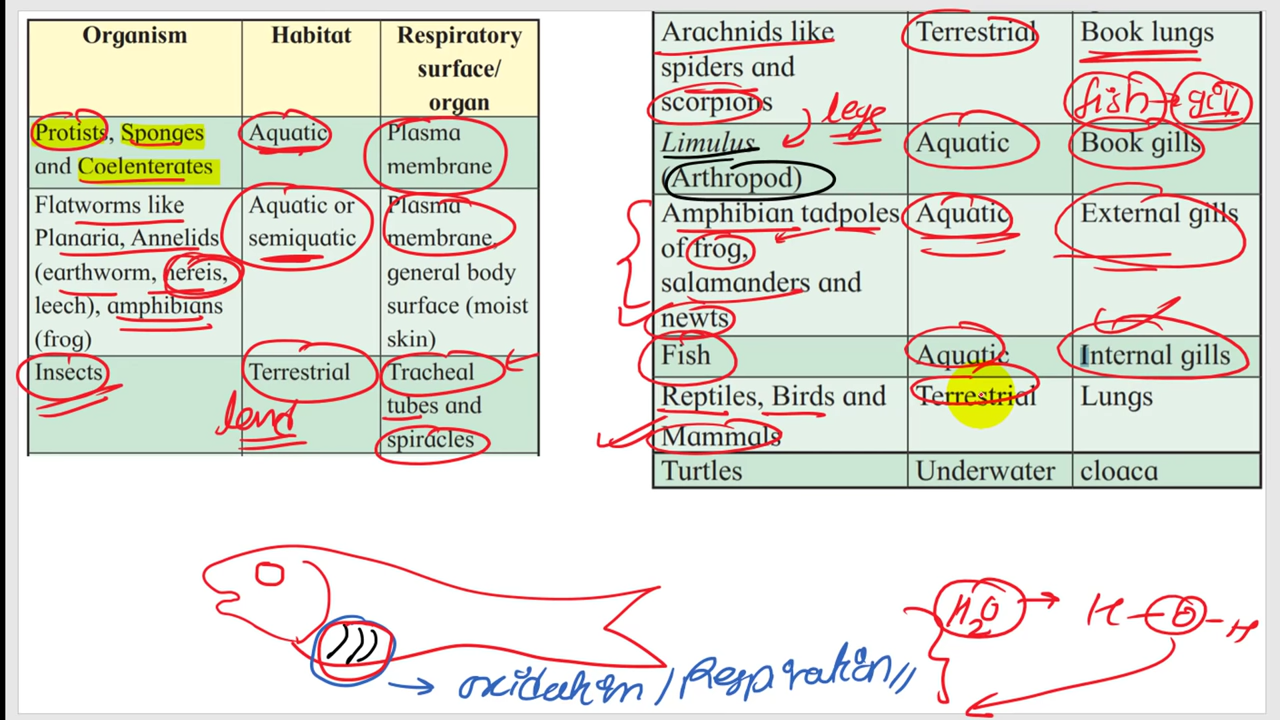 Organism
Habitat
Respiratory
surface/
organ
Protists, Sponges
and Coelenterates
Aquatic
Plasma
membrane
Flatworms like
Planaria, Annelids
(earthworm, nereis,
leech), amphibians
(frog)
Aquatic or
semiquatic
Plasma
membrane,
general body
surface (moist
skin)
Insects
Terrestrial
land
Tracheal
tubes and
spiracles
Arachnids like
spiders and
scorpions
Terrestrial
Book lungs
legs
Limulus
(Arthropod)
Aquatic
Book gills
Amphibian tadpoles
of frog,
salamanders and
newts
Aquatic
External gills
Fish
Aquatic
Internal gills
Reptiles, Birds and
Mammals
Terrestrial
Lungs
Turtles
Underwater
cloaca
fish
H2O
H-O-H